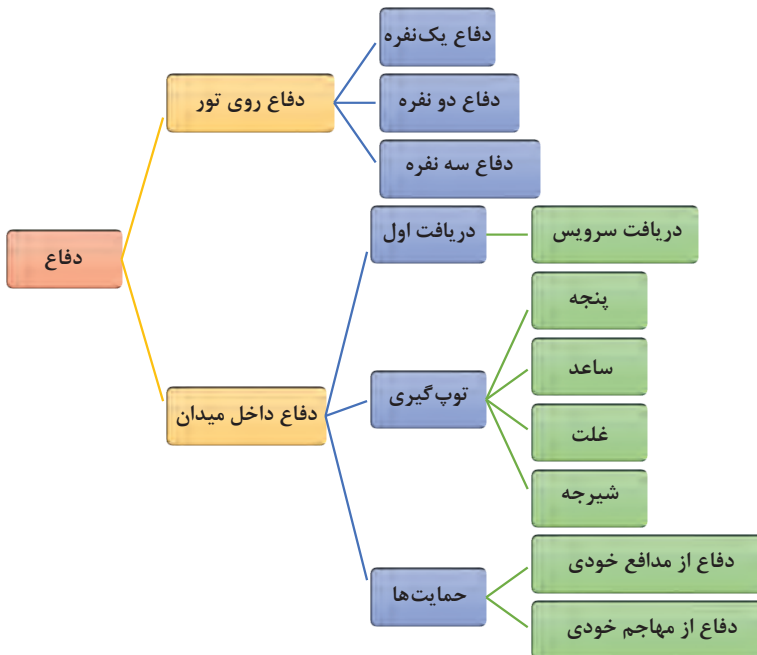 دفاع
دفاع روی تور
دفاع یک‌نفره
دفاع دو نفره
دفاع سه نفره
دفاع داخل میدان
دریافت اول
دریافت سرویس
توپ‌گیری
پنجه
ساعد
غلت
شیرجه
حمایت‌ها
دفاع از مدافع خودی
دفاع از مهاجم خودی